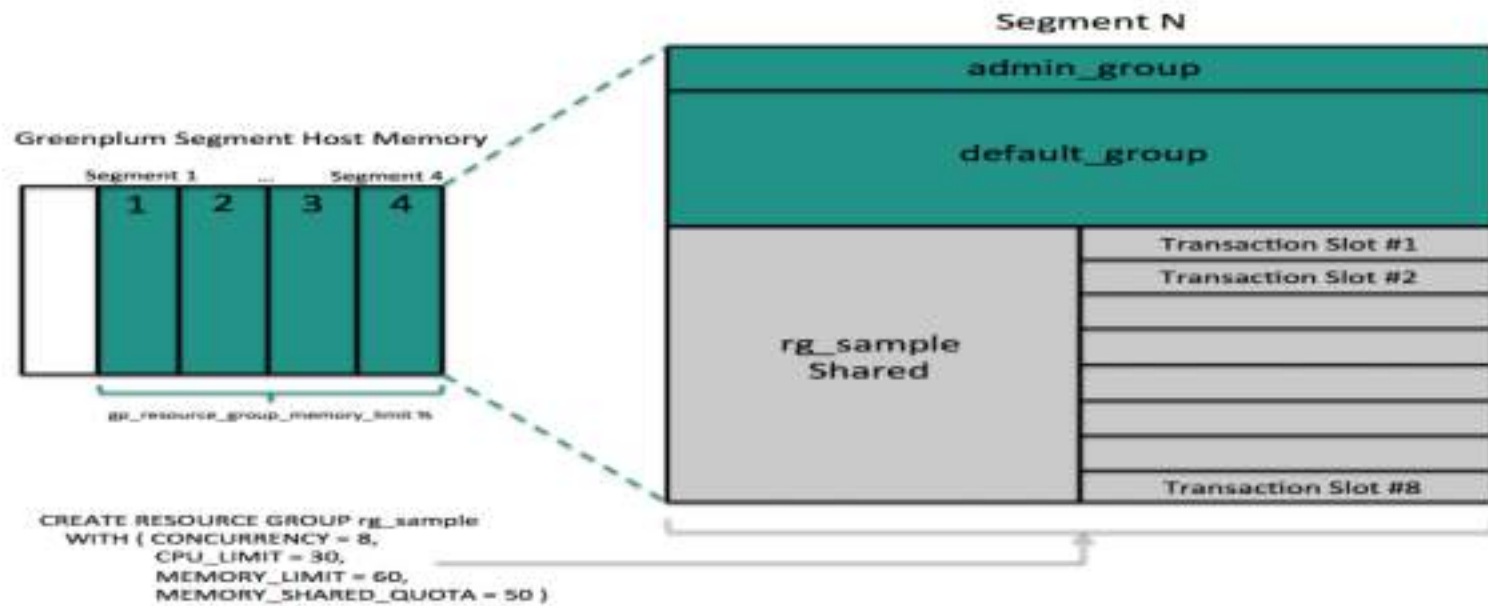 Segment N
admin_group
default_group
Greenplum Segment Host Memory
Segment 1 ... Segment 4
1 2 3 4
gp_resource_group_memory_limit %
rg_sample
Shared
Transaction Slot #1
Transaction Slot #2
Transaction Slot #8
CREATE RESOURCE GROUP rg_sample
WITH ( CONCURRENCY = 8,
CPU_LIMIT = 30,
MEMORY_LIMIT = 60,
MEMORY_SHARED_QUOTA = 50 )